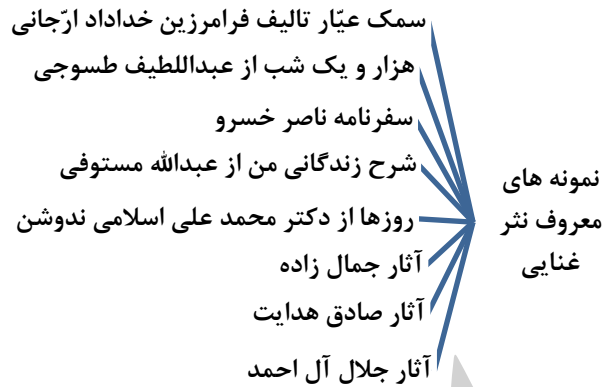 نمونه های
معروف نثر
غنایی
سمک عیّار تالیف فرامرزین خداداد ارّجانی
هزار و یک شب از عبداللطیف طسوجی
سفرنامه ناصر خسرو
شرح زندگانی من از عبدالله مستوفی
روزها از دکتر محمد علی اسلامی ندوشن
آثار جمال زاده
آثار صادق هدایت
آثار جلال آل احمد